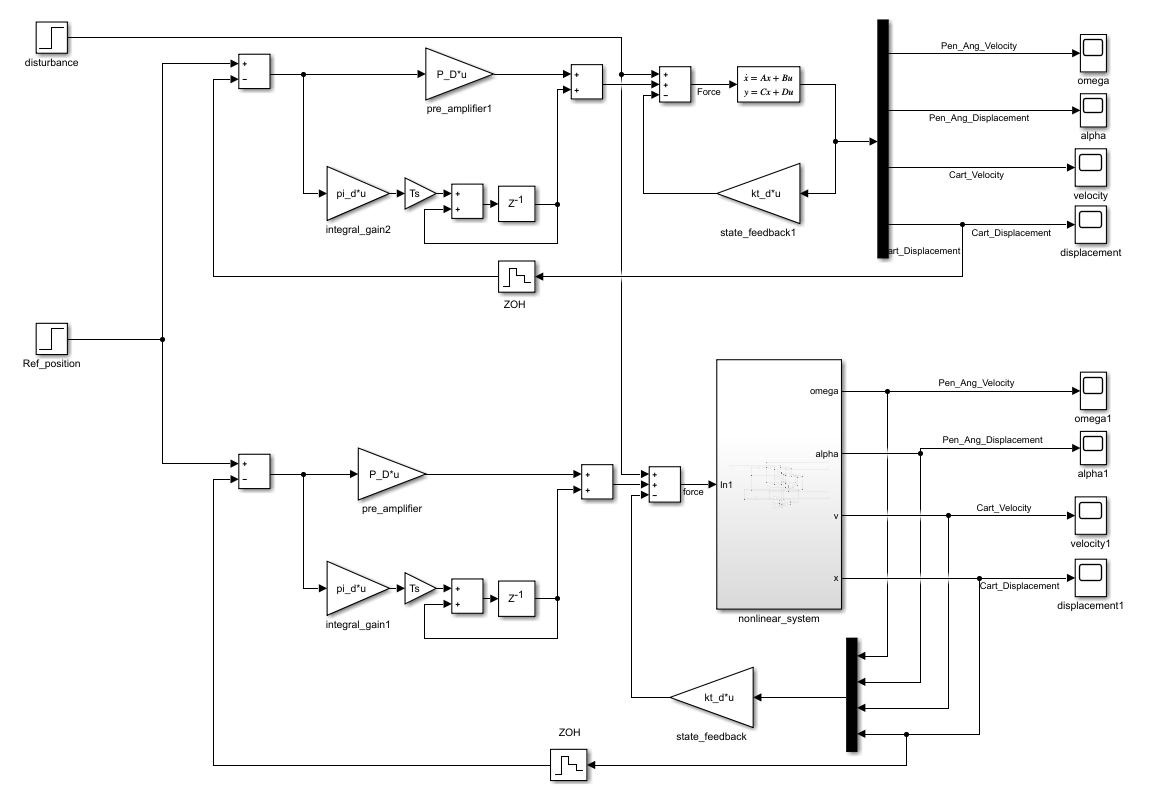 disturbance
+
−
P_D*u
pre_amplifier1
+
+
+
+
−
Force
ẋ = Ax + Bu
y = Cx + Du
Pen_Ang_Velocity
omega
Pen_Ang_Displacement
alpha
Cart_Velocity
velocity
Cart_Displacement
displacement
art_Displacement
pi_d*u
integral_gain2
Ts
+
+
Z-1
kt_d*u
state_feedback1
ZOH
Ref_position
+
−
P_D*u
pre_amplifier
+
+
+
+
−
force
In1
omega
alpha
v
x
nonlinear_system
Pen_Ang_Velocity
omega1
Pen_Ang_Displacement
alpha1
Cart_Velocity
velocity1
Cart_Displacement
displacement1
pi_d*u
integral_gain1
Ts
+
+
Z-1
kt_d*u
state_feedback
ZOH